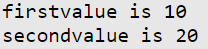 firstvalue is 10
secondvalue is 20